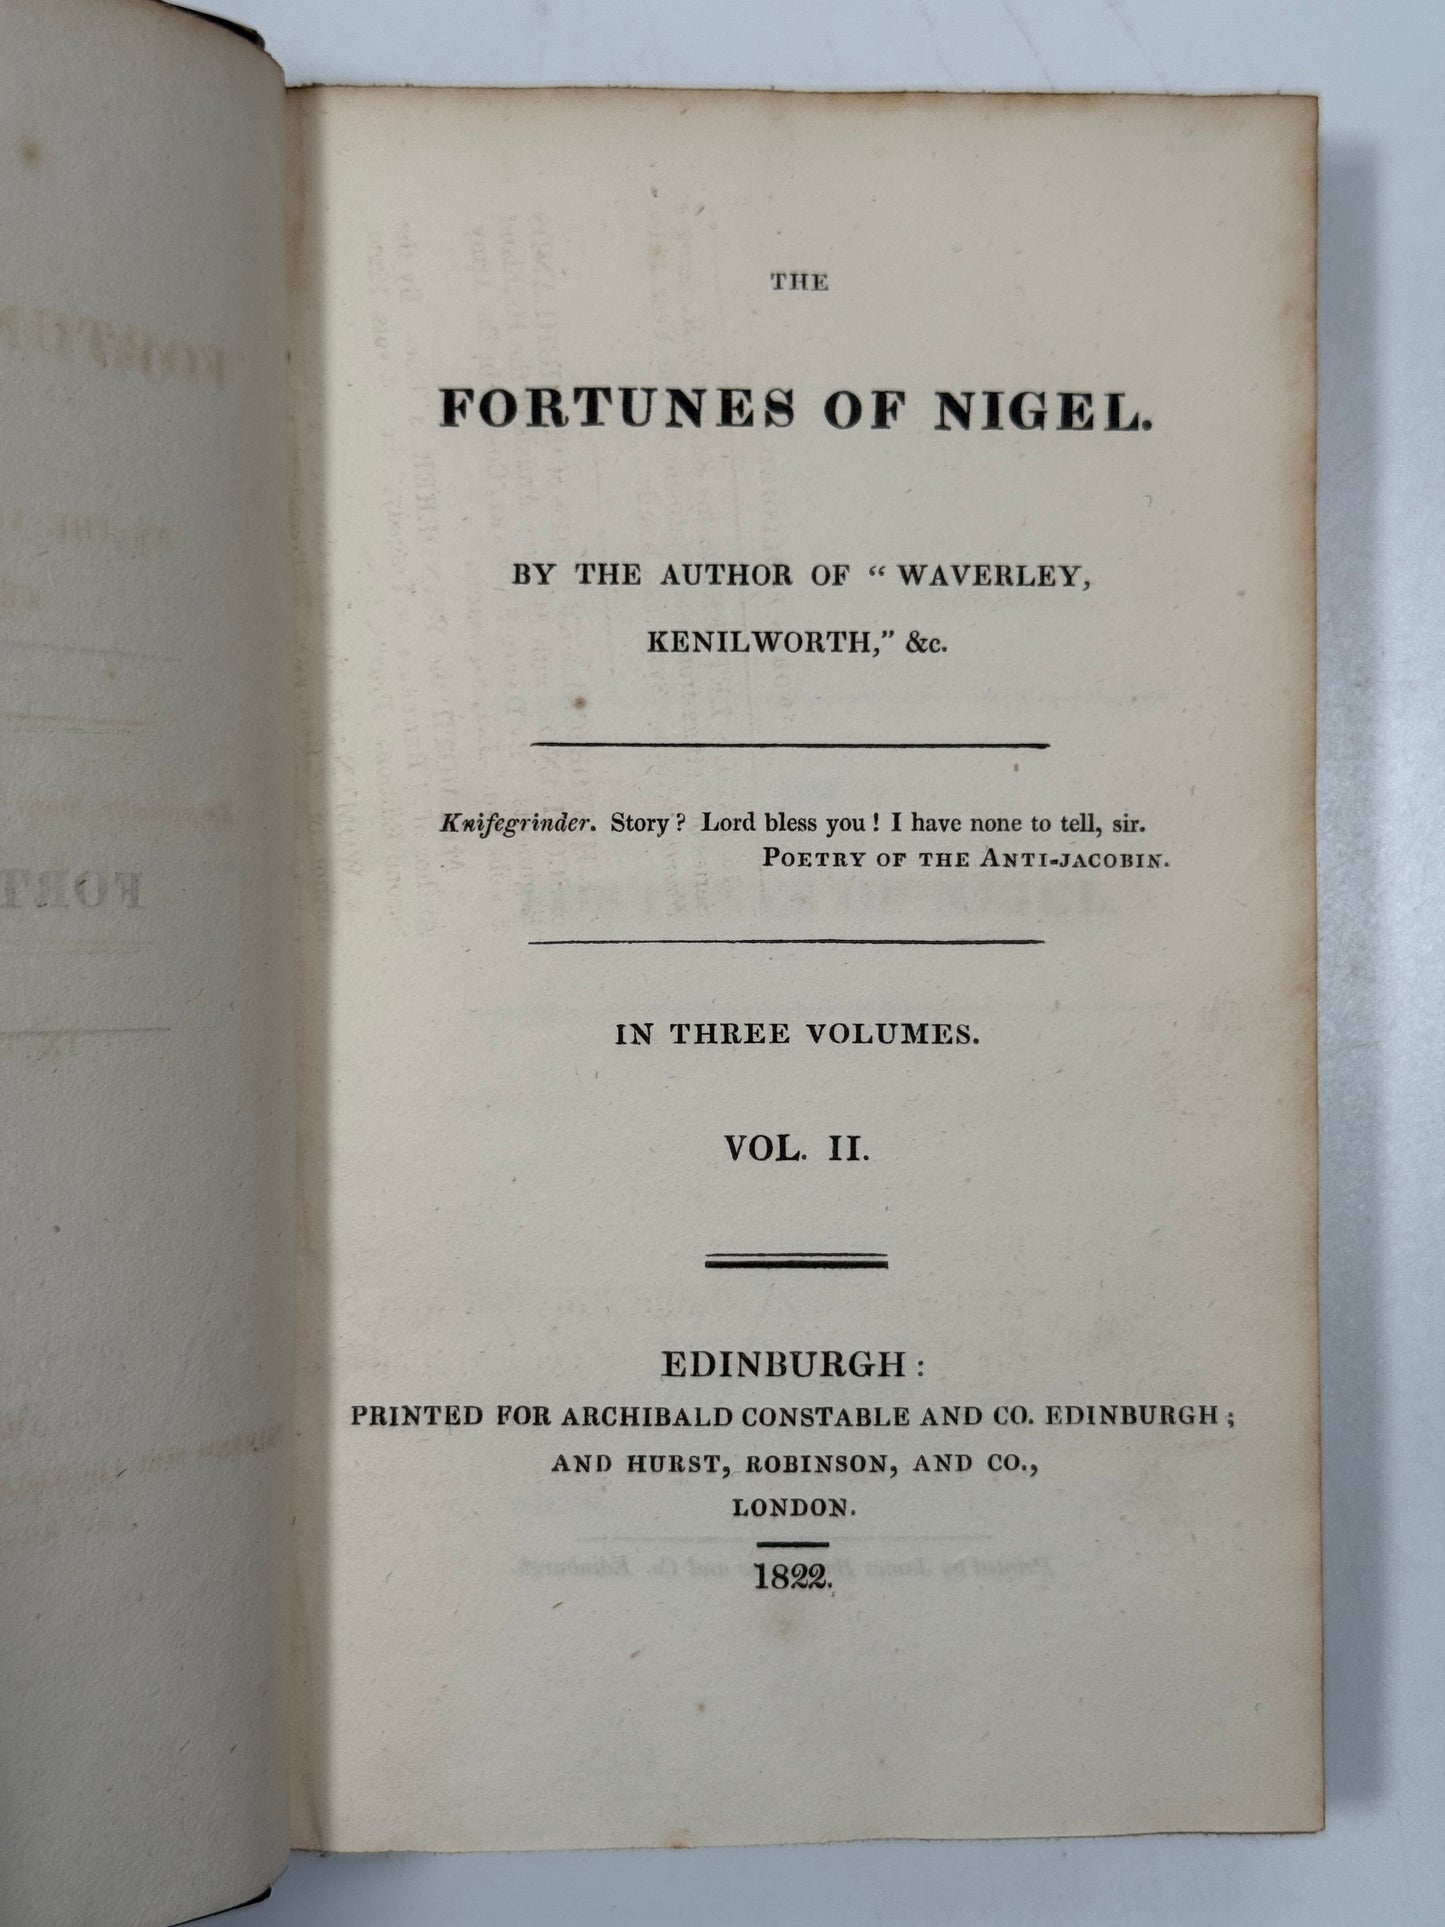 THE
FORTUNES OF NIGEL.
BY THE AUTHOR OF “ WAVERLEY,
KENILWORTH,” &c.
Knifegrinder. Story? Lord bless you! I have none to tell, sir.
POETRY OF THE ANTI-JACOBIN.
IN THREE VOLUMES.
VOL. II.
EDINBURGH:
PRINTED FOR ARCHIBALD CONSTABLE AND CO. EDINBURGH;
AND HURST, ROBINSON, AND CO.,
LONDON.
1822.